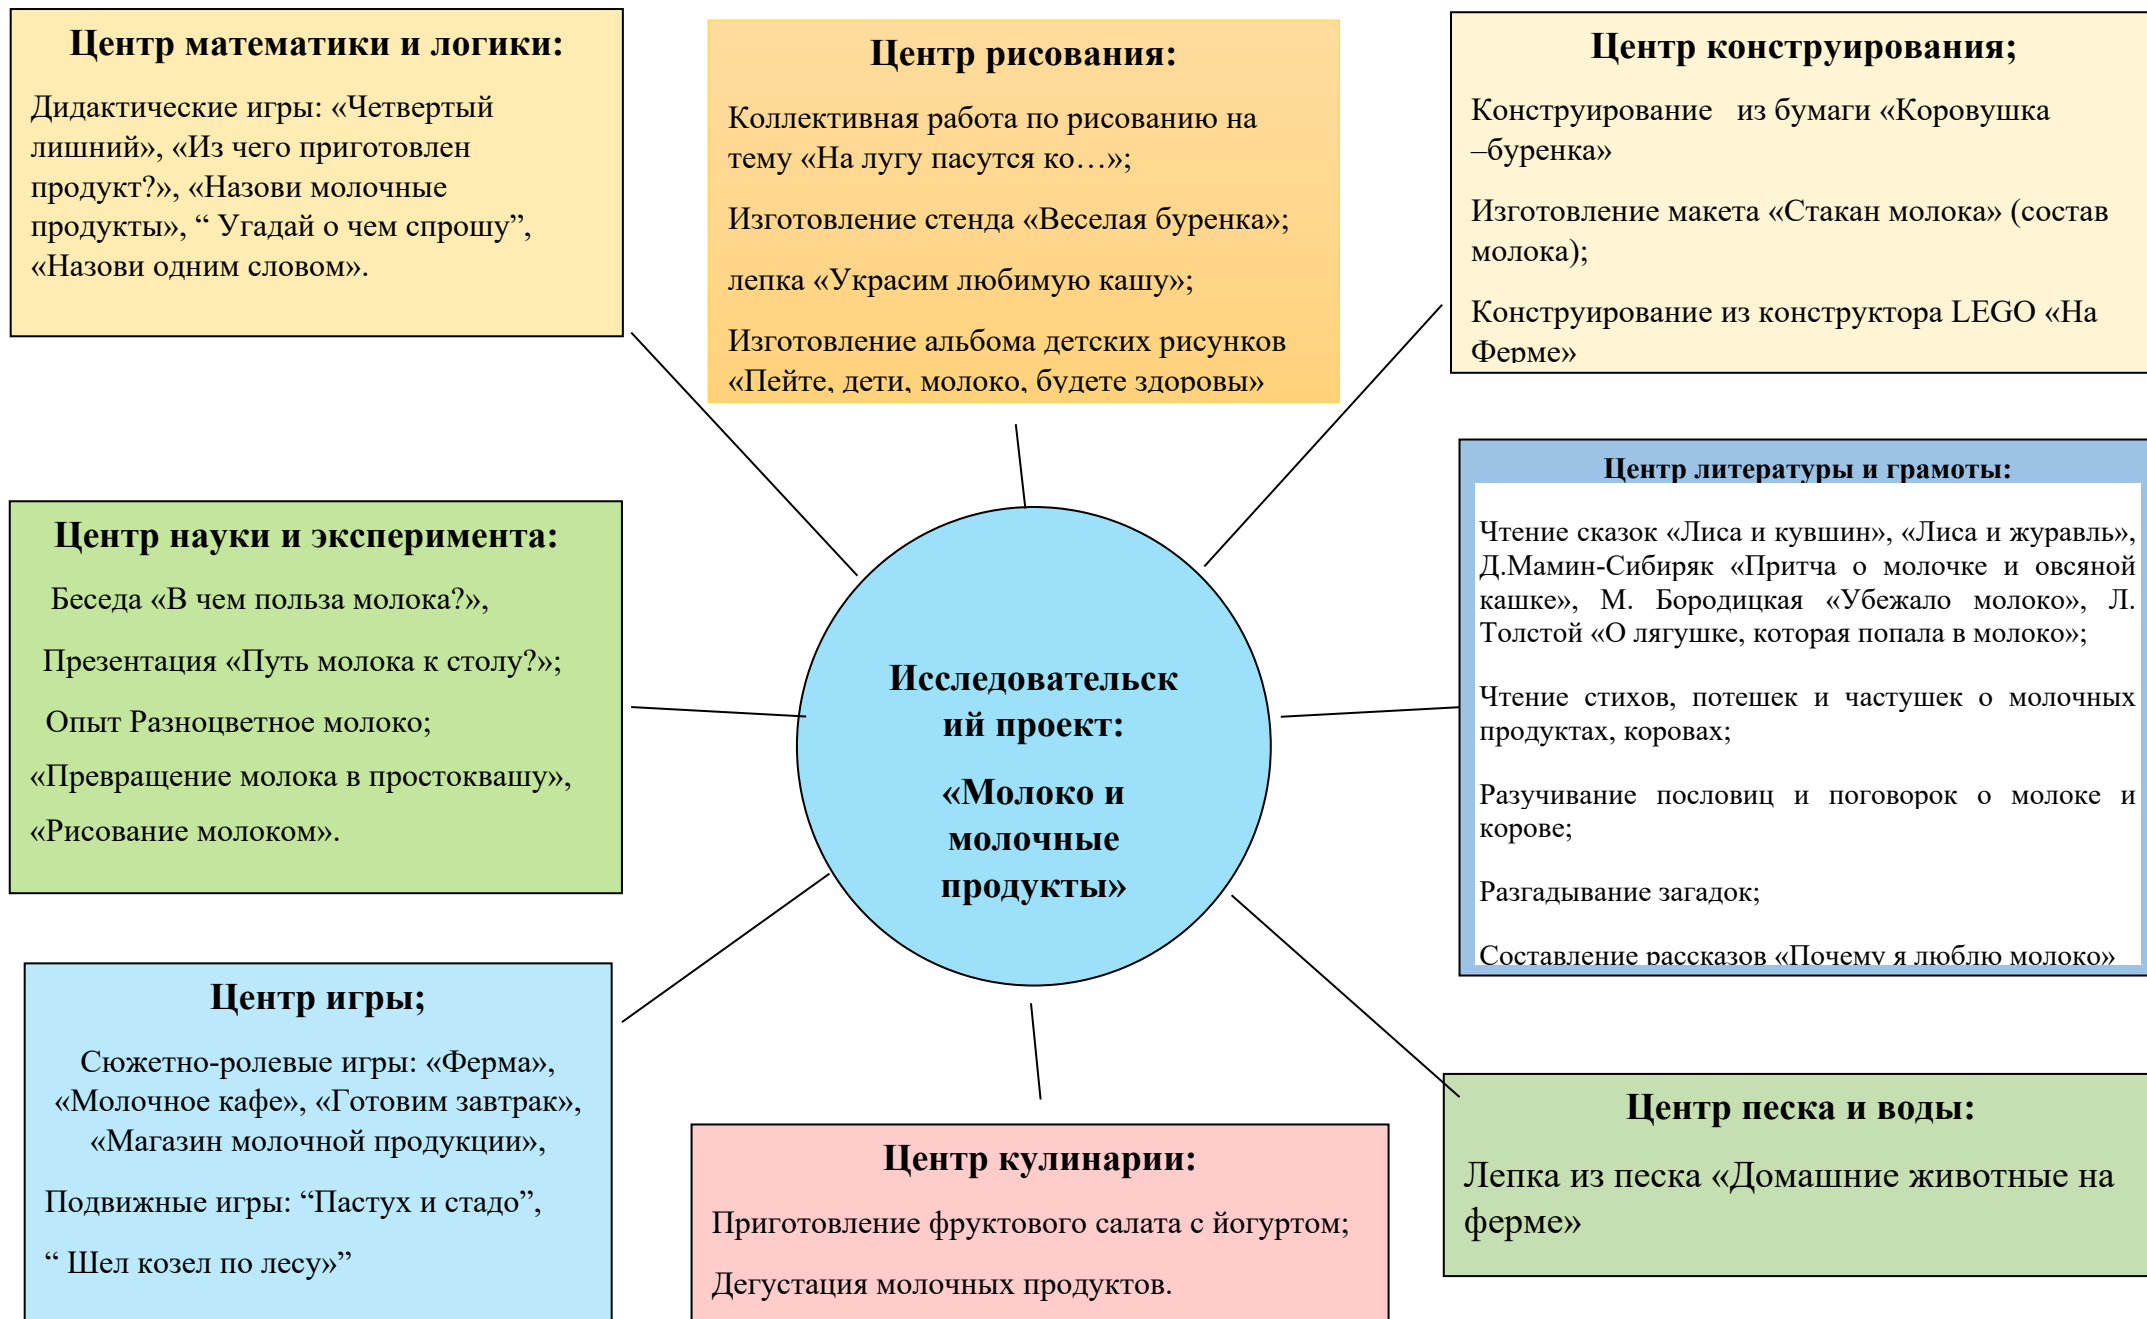 Центр математики и логики:
Дидактические игры: «Четвертый
лишний», «Из чего приготовлен
продукт?», «Назови молочные
продукты», “ Угадай о чем спрошу”,
«Назови одним словом».
Центр рисования:
Коллективная работа по рисованию на
тему «На лугу пасутся ко…»;
Изготовление стенда «Веселая буренка»;
лепка «Украсим любимую кашу»;
Изготовление альбома детских рисунков
«Пейте, дети, молоко, будете здоровы»
Центр конструирования;
Конструирование из бумаги «Коровушка
–буренка»
Изготовление макета «Стакан молока» (состав
молока);
Конструирование из конструктора LEGO «На
Ферме»
Центр науки и эксперимента:
Беседа «В чем польза молока?»,
Презентация «Путь молока к столу?»;
Опыт Разноцветное молоко;
«Превращение молока в простоквашу»,
«Рисование молоком».
Исследовательск
ий проект:
«Молоко и
молочные
продукты»
Центр литературы и грамоты:
Чтение сказок «Лиса и кувшин», «Лиса и журавль»,
Д.Мамин-Сибиряк «Притча о молочке и овсяной
кашке», М. Бородицкая «Убежало молоко», Л.
Толстой «О лягушке, которая попала в молоко»;
Чтение стихов, потешек и частушек о молочных
продуктах, коровах;
Разучивание пословиц и поговорок о молоке и
корове;
Разгадывание загадок;
Составление рассказов «Почему я люблю молоко»
Центр игры;
Сюжетно-ролевые игры: «Ферма»,
«Молочное кафе», «Готовим завтрак»,
«Магазин молочной продукции»,
Подвижные игры: “Пастух и стадо”,
“ Шел козел по лесу»”
Центр кулинарии:
Приготовление фруктового салата с йогуртом;
Дегустация молочных продуктов.
Центр песка и воды:
Лепка из песка «Домашние животные на
ферме»